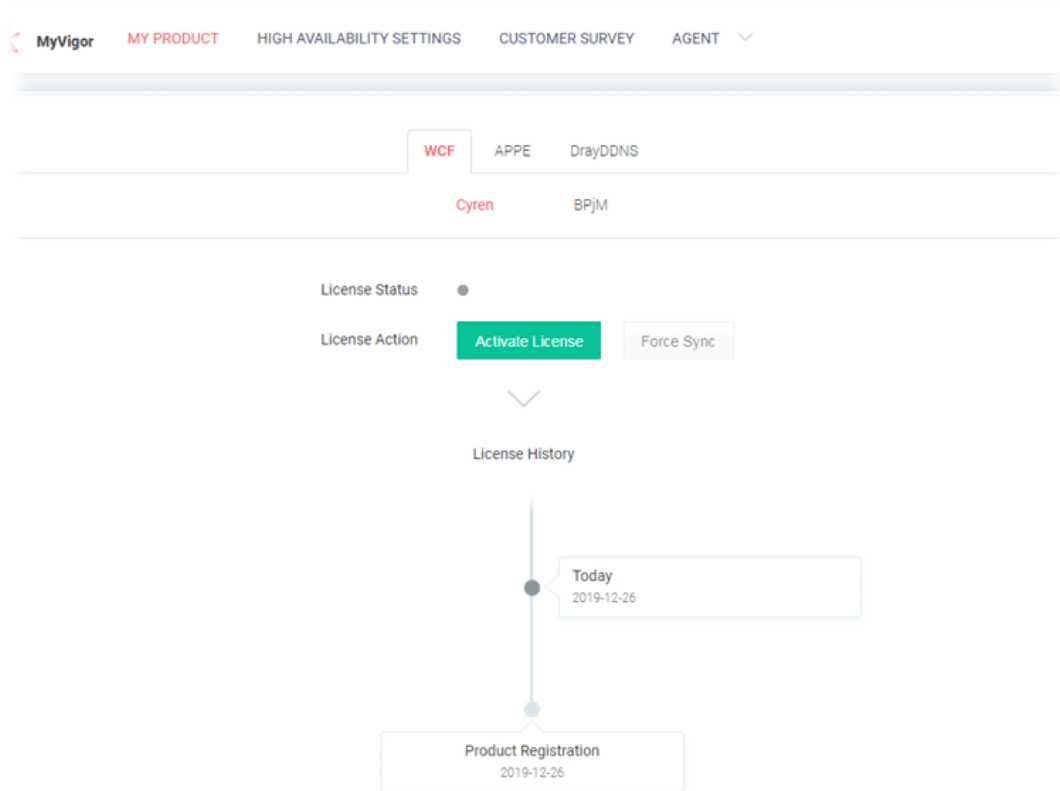 MyVigor MY PRODUCT HIGH AVAILABILITY SETTINGS CUSTOMER SURVEY AGENT
WCF APPE DrayDDNS
Cyren BPjM
License Status
License Action Activate License Force Sync
License History
Today
2019-12-26
Product Registration
2019-12-26